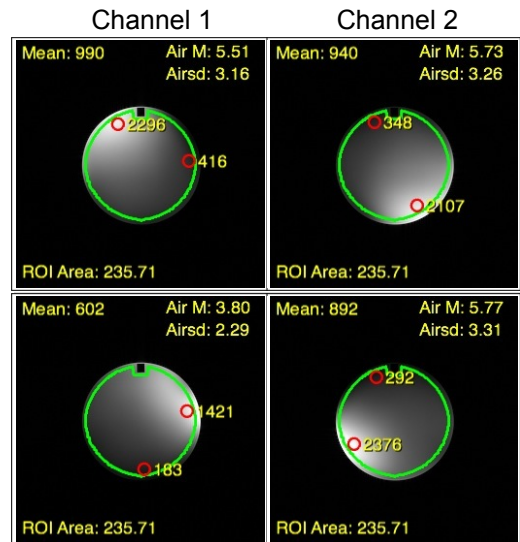 Channel 1 Channel 2
Mean: 990 Air M: 5.51
Airsd: 3.16
2296
416
ROI Area: 235.71
Mean: 940 Air M: 5.73
Airsd: 3.26
348
2107
ROI Area: 235.71
Mean: 602 Air M: 3.80
Airsd: 2.29
1421
183
ROI Area: 235.71
Mean: 892 Air M: 5.77
Airsd: 3.31
292
2376
ROI Area: 235.71